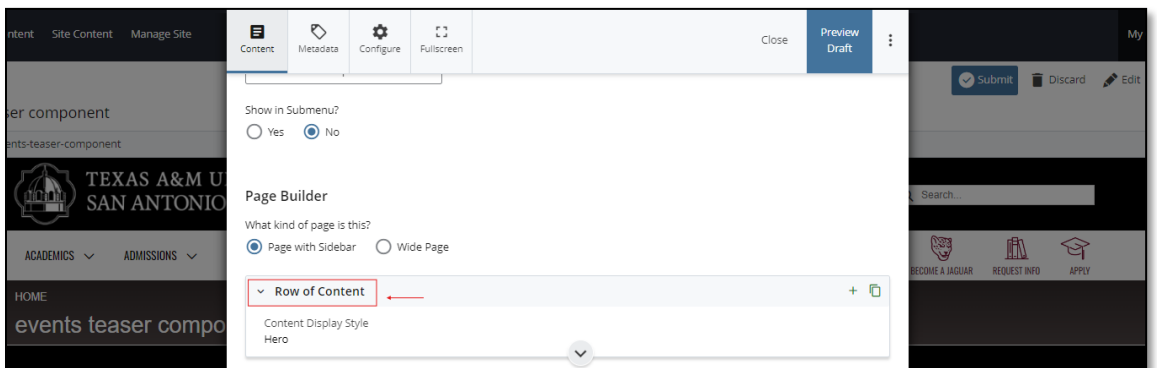 ntent Site Content Manage Site
Content Metadata Configure Fullscreen Close Preview Draft
My
Submit Discard Edit
Show in Submenu?
Yes No
ser component
ents-teaser-component
TEXAS A&M U
SAN ANTONIO
Search...
Page Builder
What kind of page is this?
Page with Sidebar Wide Page
ACADEMICS ADMISSIONS
BECOME A JAGUAR REQUEST INFO APPLY
Row of Content
HOME
events teaser compo
Content Display Style
Hero